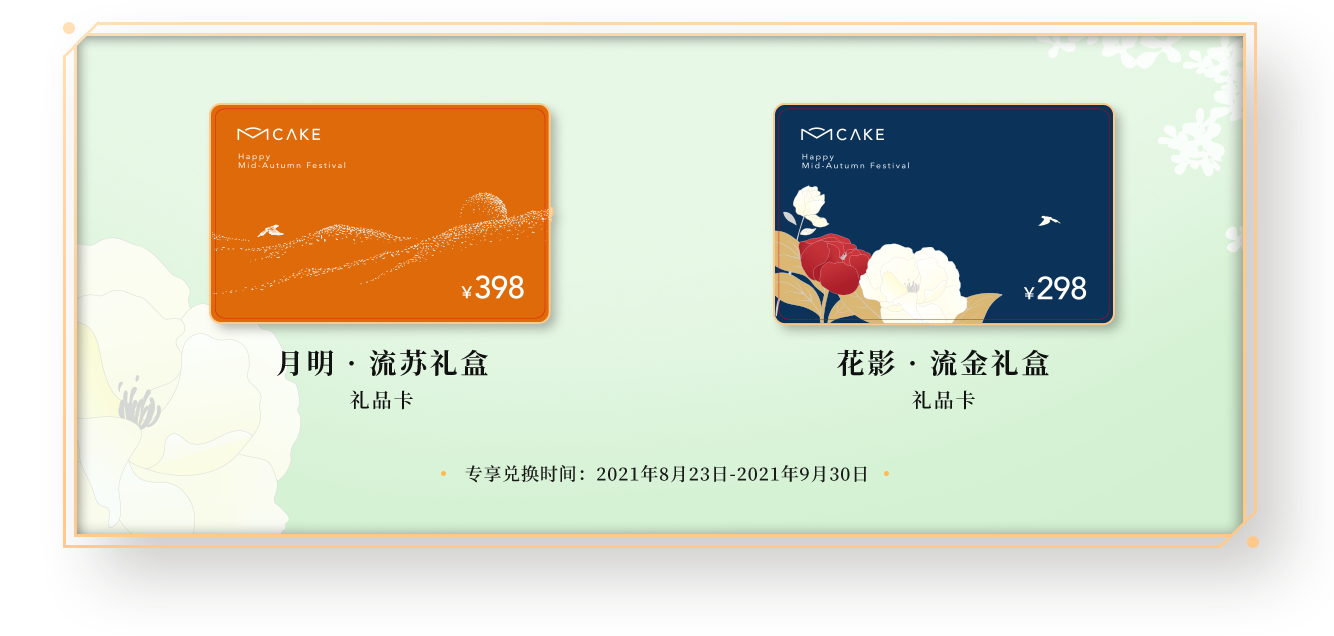 MCAKE
Happy
Mid-Autumn Festival
¥398
月明 · 流苏礼盒
礼品卡
MCAKE
Happy
Mid-Autumn Festival
¥298
花影 · 流金礼盒
礼品卡
• 专享兑换时间：2021年8月23日-2021年9月30日 •